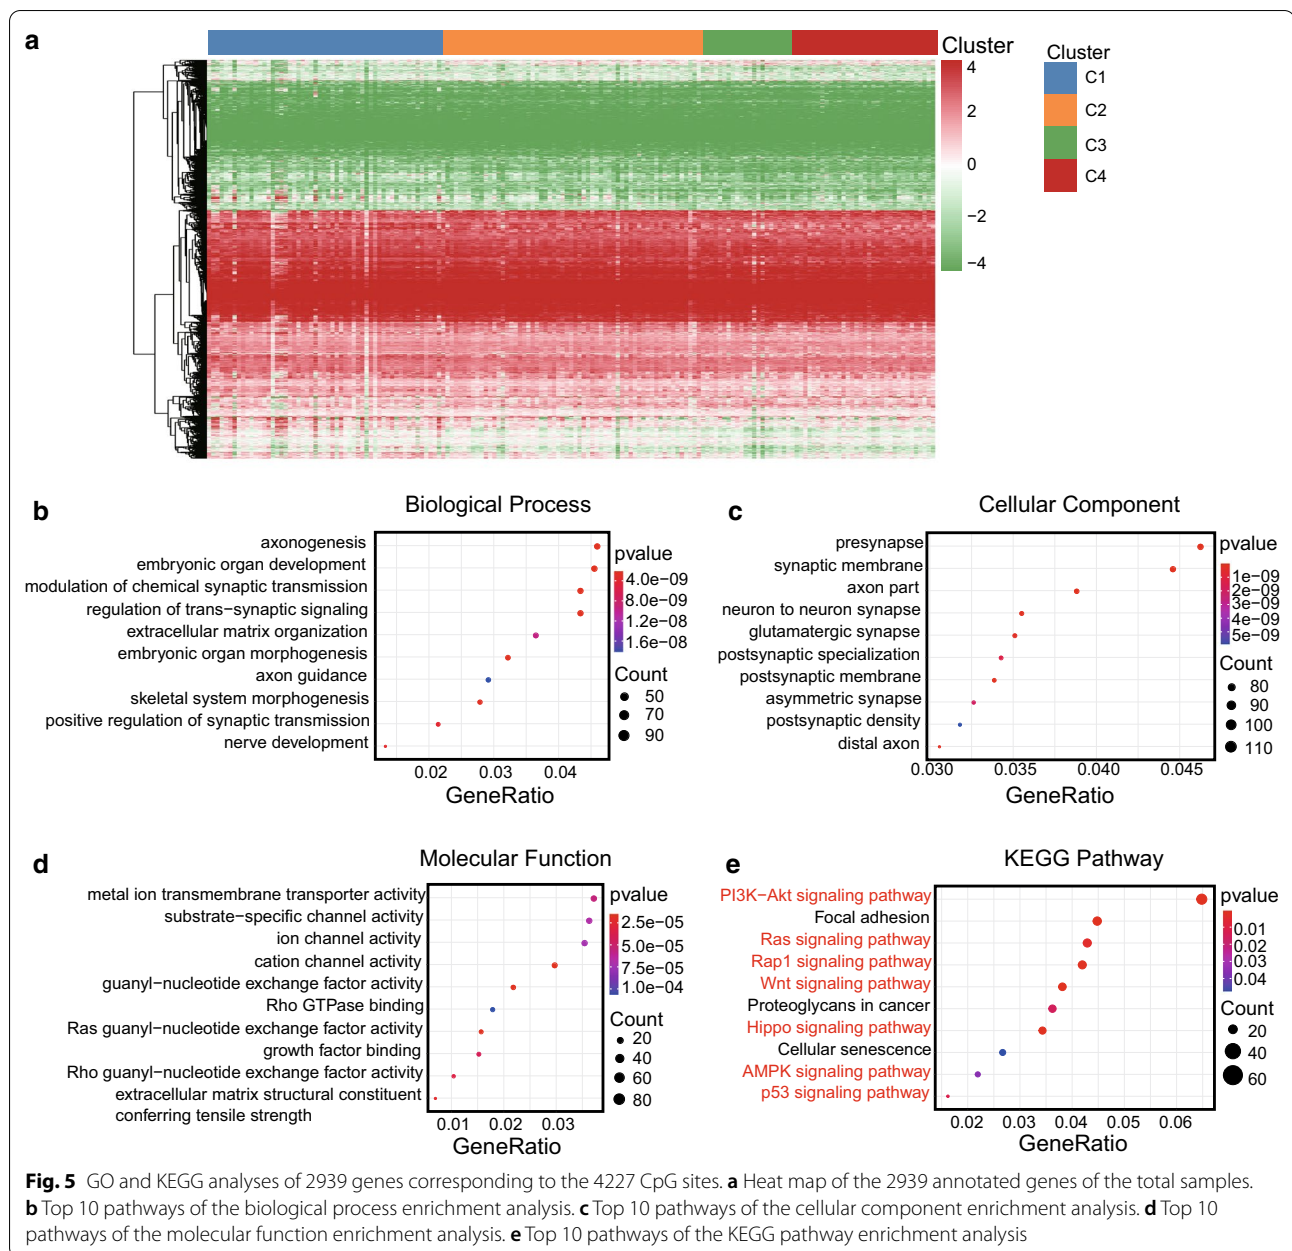 a
Cluster
4
2
0
−2
−4
Cluster
C1
C2
C3
C4
b
Biological Process
axonogenesis
embryonic organ development
modulation of chemical synaptic transmission
regulation of trans−synaptic signaling
extracellular matrix organization
embryonic organ morphogenesis
axon guidance
skeletal system morphogenesis
positive regulation of synaptic transmission
nerve development
0.02 0.03 0.04
GeneRatio
pvalue
4.0e−09
8.0e−09
1.2e−08
1.6e−08
Count
50
70
90
c
Cellular Component
presynapse
synaptic membrane
axon part
neuron to neuron synapse
glutamatergic synapse
postsynaptic specialization
postsynaptic membrane
asymmetric synapse
postsynaptic density
distal axon
0.030 0.035 0.040 0.045
GeneRatio
pvalue
1e−09
2e−09
3e−09
4e−09
5e−09
Count
80
90
100
110
d
Molecular Function
metal ion transmembrane transporter activity
substrate−specific channel activity
ion channel activity
cation channel activity
guanyl−nucleotide exchange factor activity
Rho GTPase binding
Ras guanyl−nucleotide exchange factor activity
growth factor binding
Rho guanyl−nucleotide exchange factor activity
extracellular matrix structural constituent
conferring tensile strength
0.01 0.02 0.03
GeneRatio
pvalue
2.5e−05
5.0e−05
7.5e−05
1.0e−04
Count
20
40
60
80
e
KEGG Pathway
PI3K−Akt signaling pathway
Focal adhesion
Ras signaling pathway
Rap1 signaling pathway
Wnt signaling pathway
Proteoglycans in cancer
Hippo signaling pathway
Cellular senescence
AMPK signaling pathway
p53 signaling pathway
0.02 0.03 0.04 0.05 0.06
GeneRatio
pvalue
0.01
0.02
0.03
0.04
Count
20
40
60
Fig. 5 GO and KEGG analyses of 2939 genes corresponding to the 4227 CpG sites. a Heat map of the 2939 annotated genes of the total samples.
b Top 10 pathways of the biological process enrichment analysis. c Top 10 pathways of the cellular component enrichment analysis. d Top 10
pathways of the molecular function enrichment analysis. e Top 10 pathways of the KEGG pathway enrichment analysis